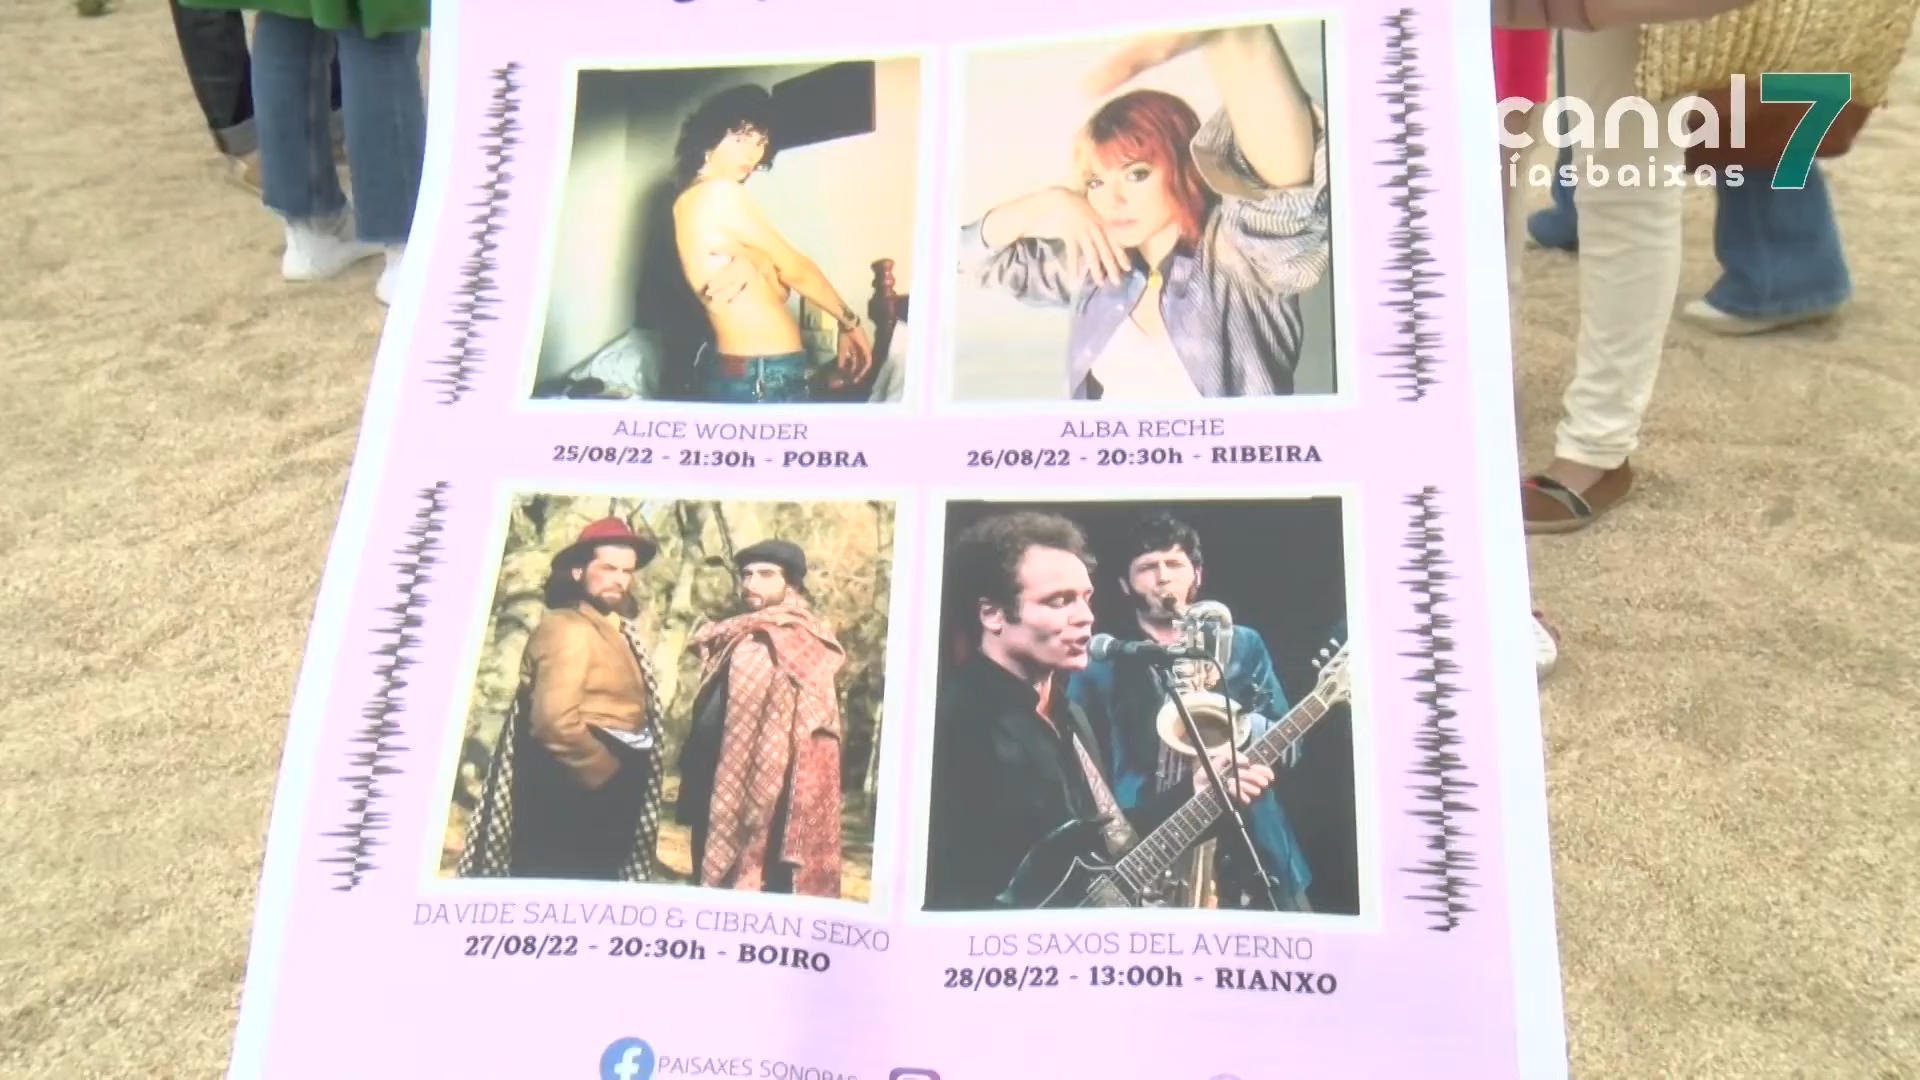 canal 7
ríasbaixas
ALICE WONDER
25/08/22 - 21:30h - POBRA
ALBA RECHE
26/08/22 - 20:30h - RIBEIRA
DAVIDE SALVADO & CIBRÁN SEIXO
27/08/22 - 20:30h - BOIRO
LOS SAXOS DEL AVERNO
28/08/22 - 13:00h - RIANXO
PAISAXES SONORAS